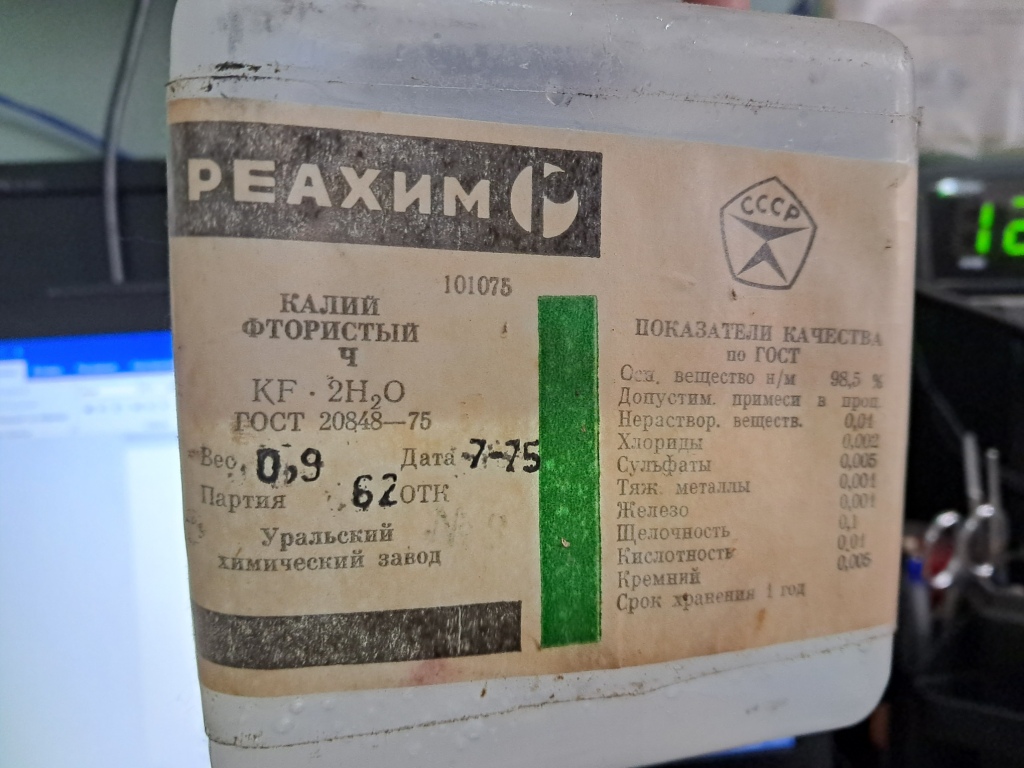 РЕАХИМ
101075
КАЛИЙ
ФТОРИСТЫЙ
Ч
KF · 2H₂O
ГОСТ 20848—75
Вес 0,9 Дата 7-75
Партия 62 ОТК
Уральский
химический завод
СССР
ПОКАЗАТЕЛИ КАЧЕСТВА
по ГОСТ
Осн. вещество н/м 98,5 %
Допустим. примеси в проц.
Нераствор. веществ. 0,01
Хлориды 0,002
Сульфаты 0,005
Тяж. металлы 0,001
Железо 0,001
Щелочность 0,1
Кислотность 0,01
Кремний 0,005
Срок хранения 1 год
12